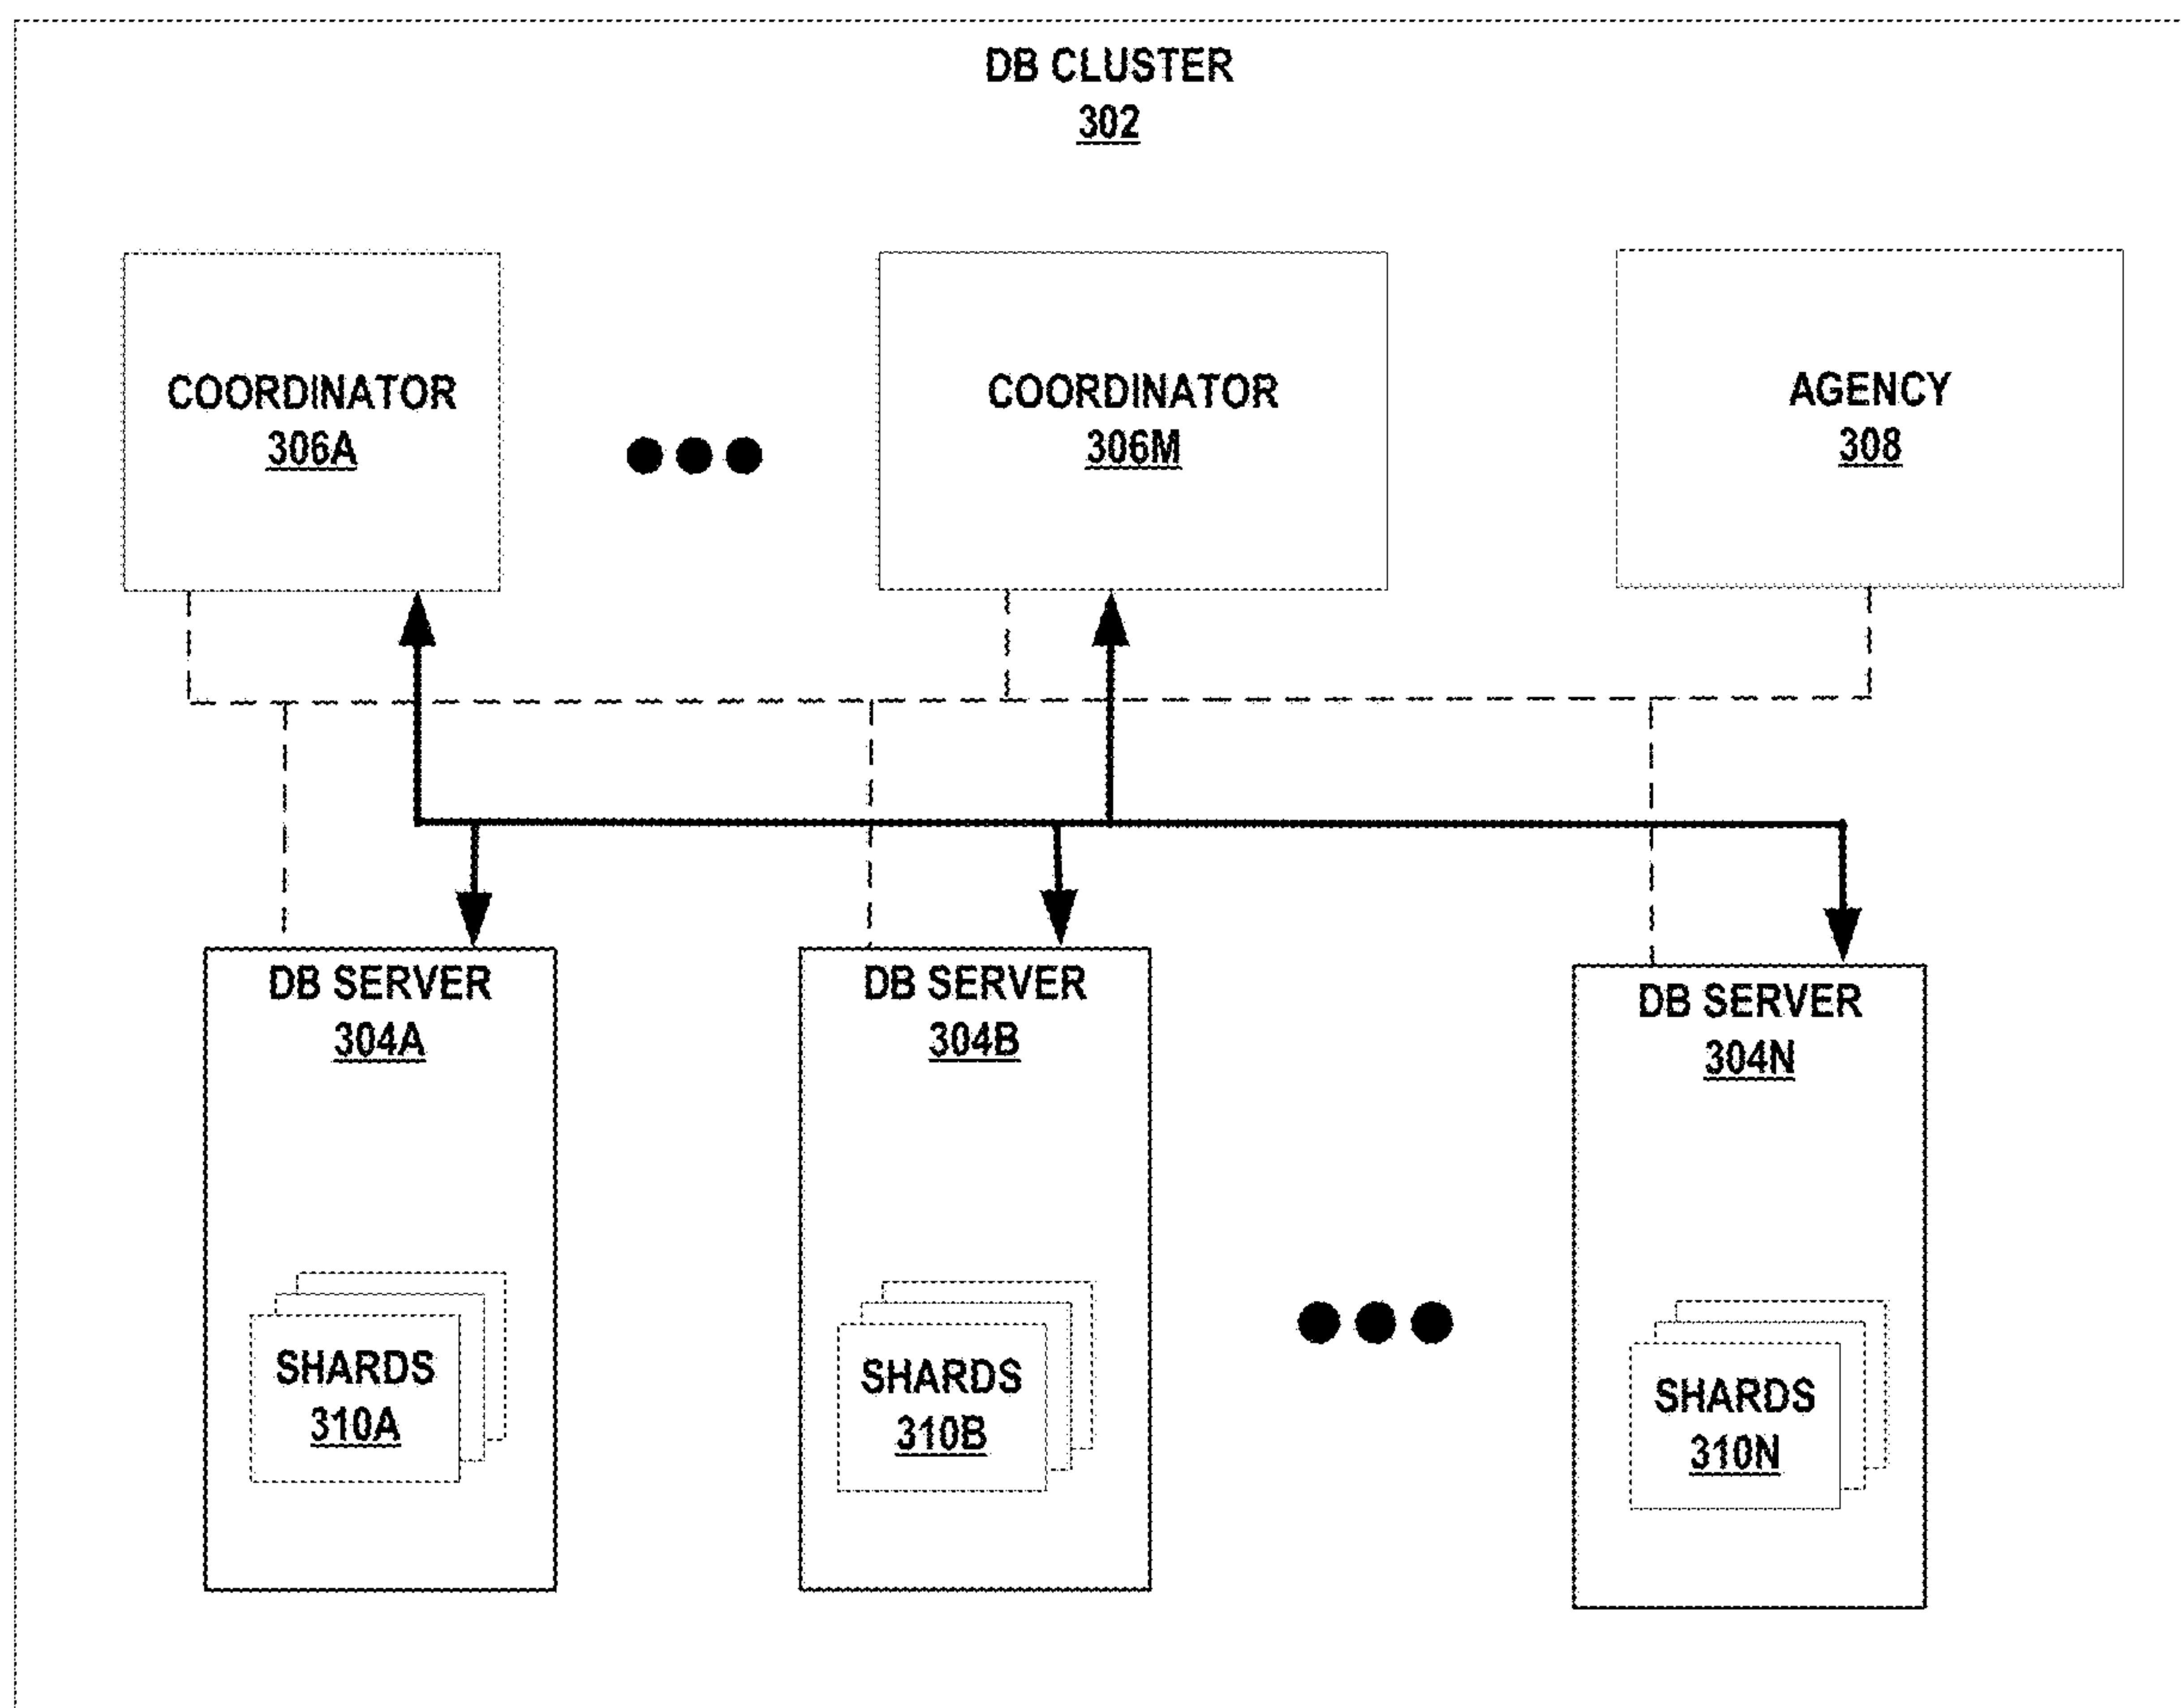 DB CLUSTER
302
COORDINATOR
306A
COORDINATOR
306M
AGENCY
308
DB SERVER
304A
DB SERVER
304B
DB SERVER
304N
SHARDS
310A
SHARDS
310B
SHARDS
310N